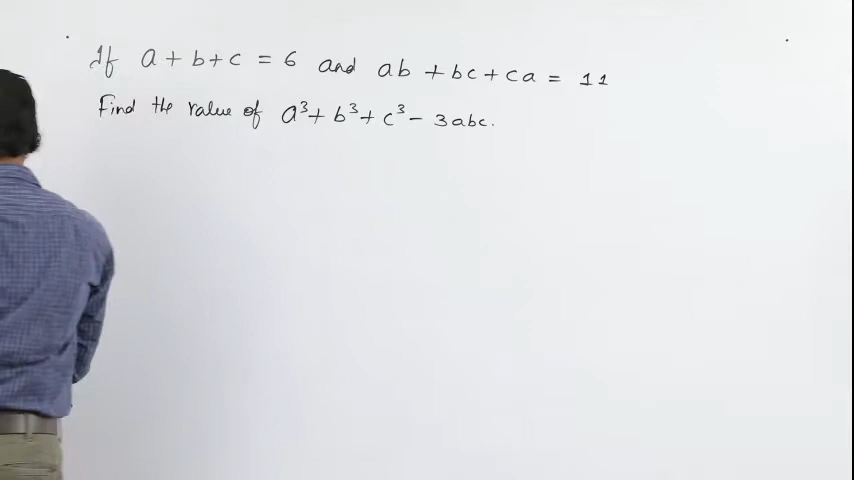 If a + b + c = 6 and ab + bc + ca = 11
Find the value of a³ + b³ + c³ - 3abc.